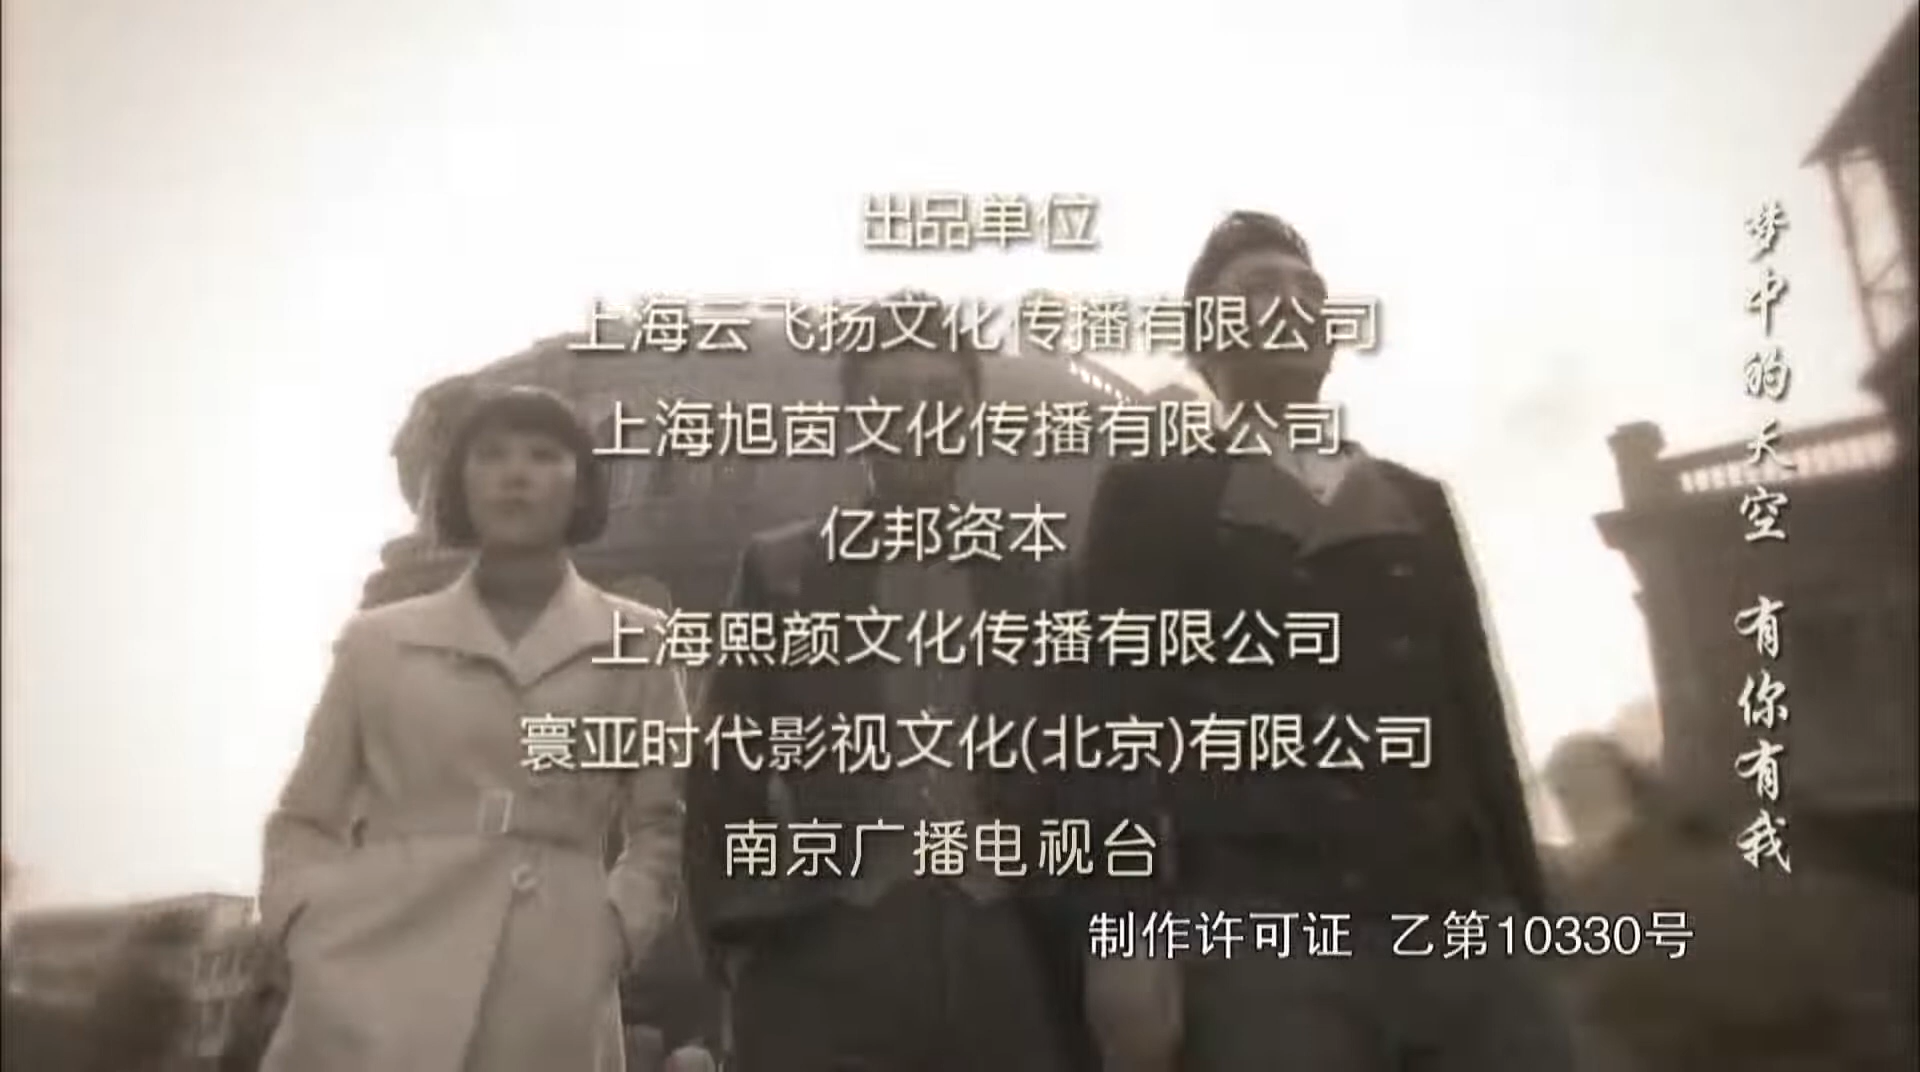 出品单位
上海云飞扬文化传播有限公司
上海旭茵文化传播有限公司
亿邦资本
上海熙颜文化传播有限公司
寰亚时代影视文化(北京)有限公司
南京广播电视台
制作许可证 乙第10330号
梦中的天空 有你有我